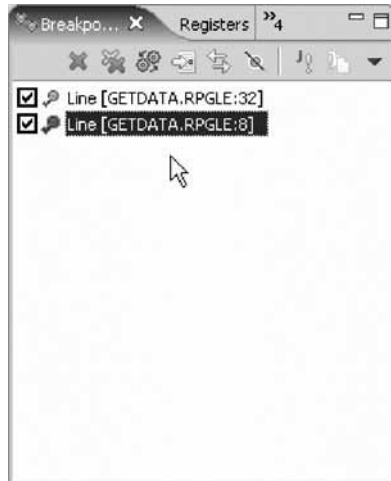 Breakpo... Registers »4
Line [GETDATA.RPGLE:32]
Line [GETDATA.RPGLE:8]